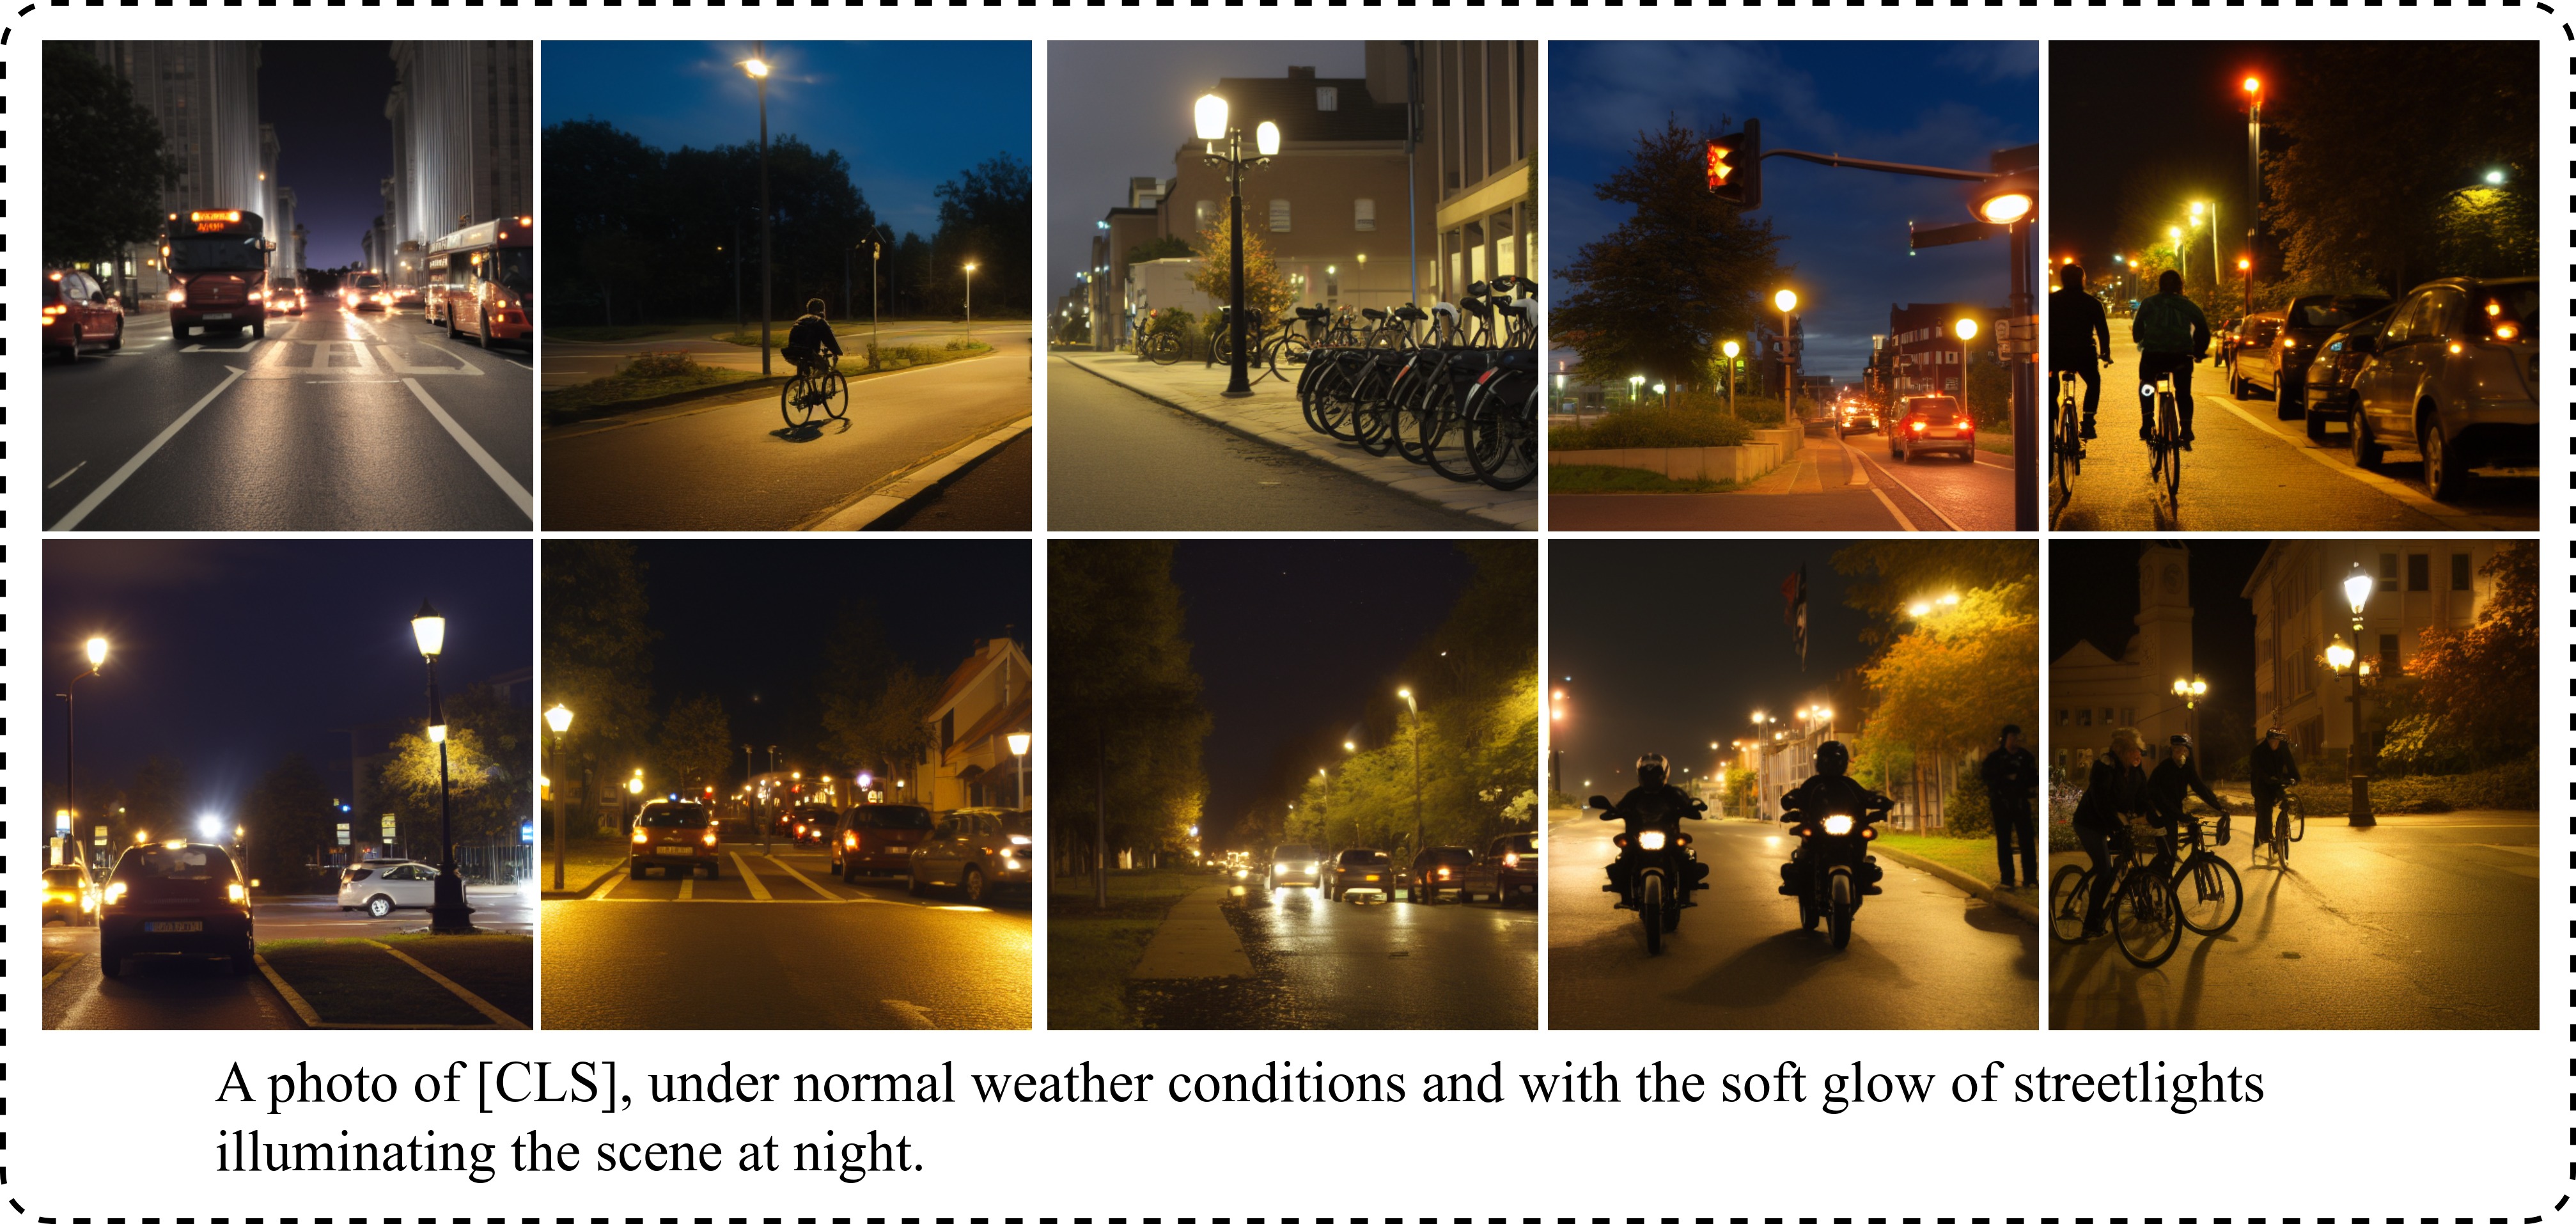 A photo of [CLS], under normal weather conditions and with the soft glow of streetlights
illuminating the scene at night.